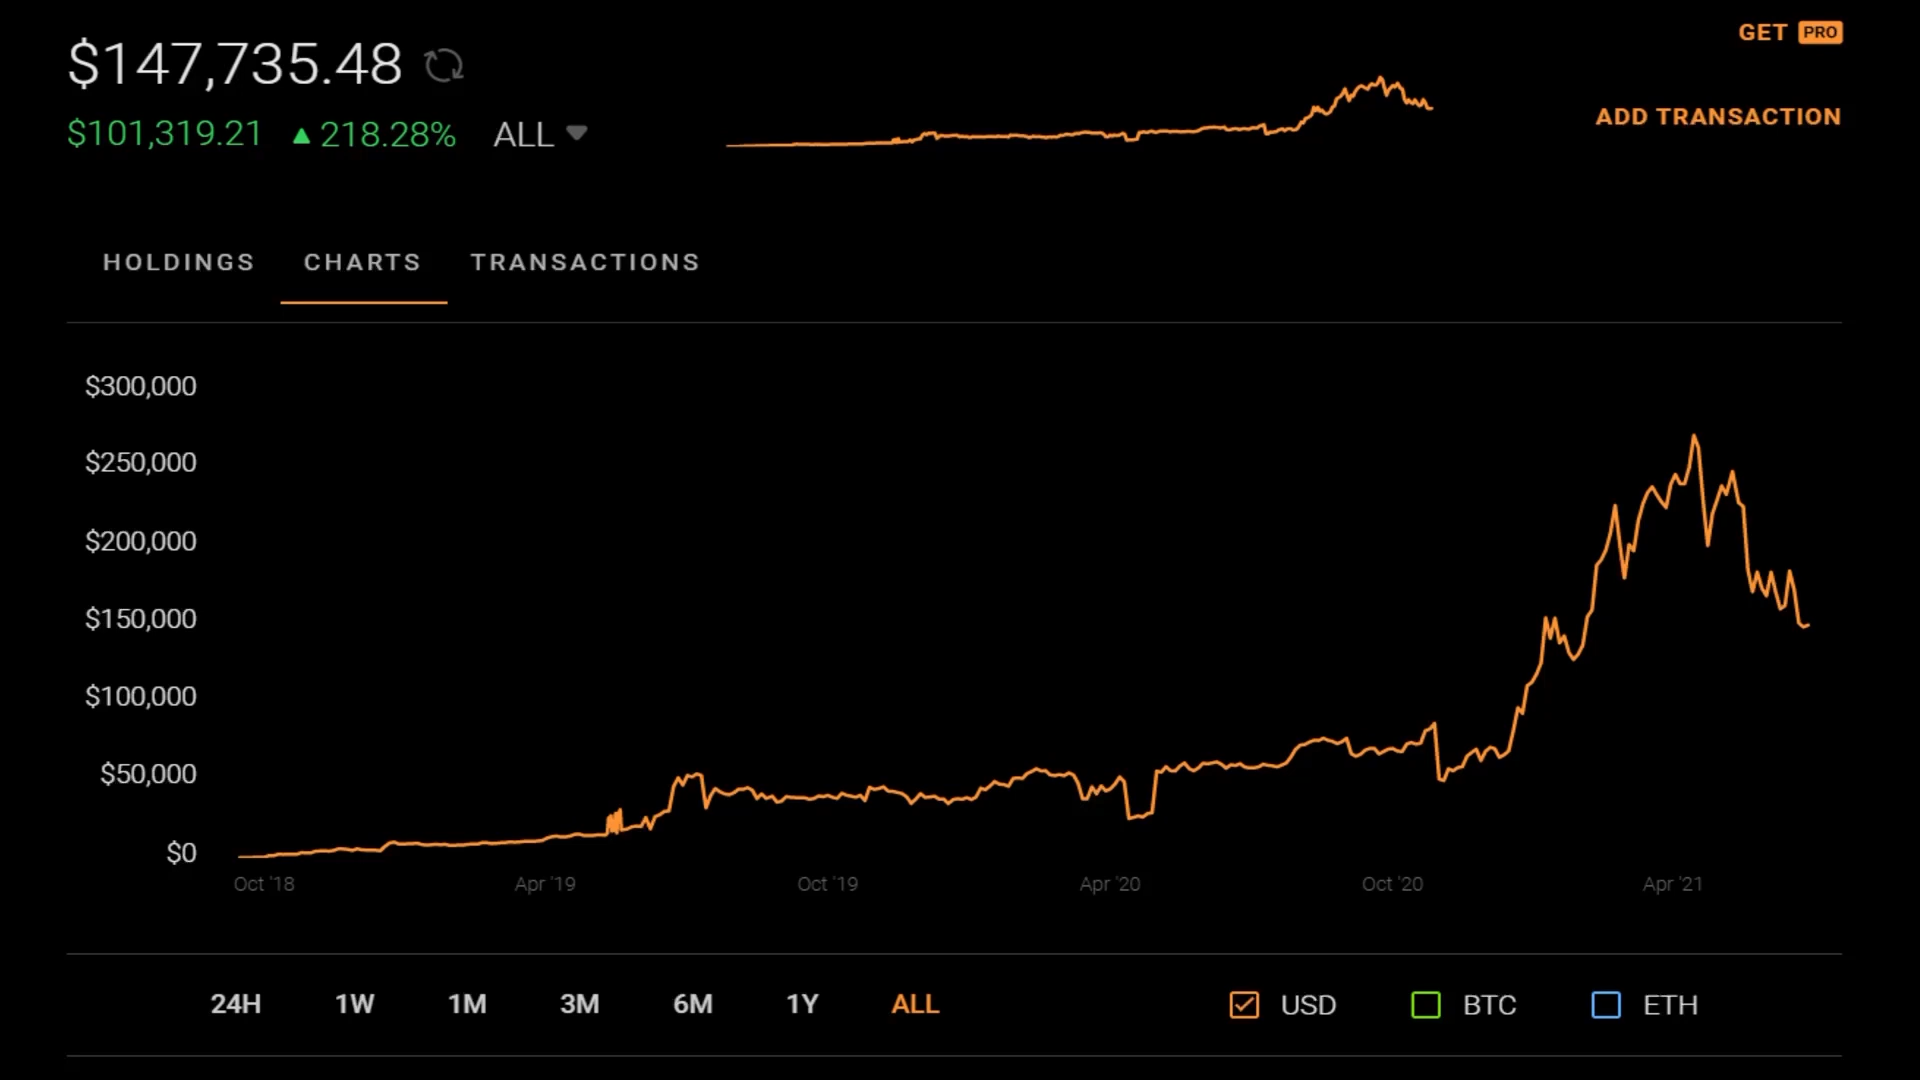 GET PRO
$147,735.48
$101,319.21 ▲ 218.28% ALL
ADD TRANSACTION
HOLDINGS CHARTS TRANSACTIONS
$300,000
$250,000
$200,000
$150,000
$100,000
$50,000
$0
Oct '18 Apr '19 Oct '19 Apr '20 Oct '20 Apr '21
24H 1W 1M 3M 6M 1Y ALL USD BTC ETH